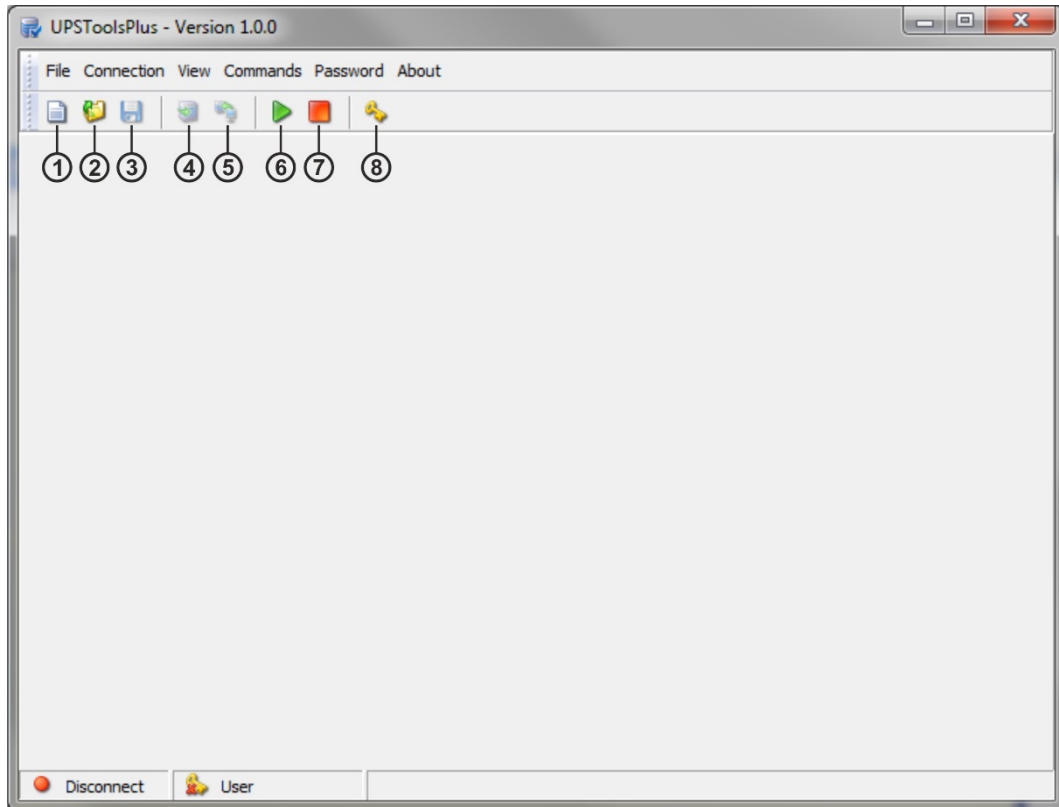 UPSToolsPlus - Version 1.0.0
File Connection View Commands Password About
1 2 3 4 5 6 7 8
Disconnect User